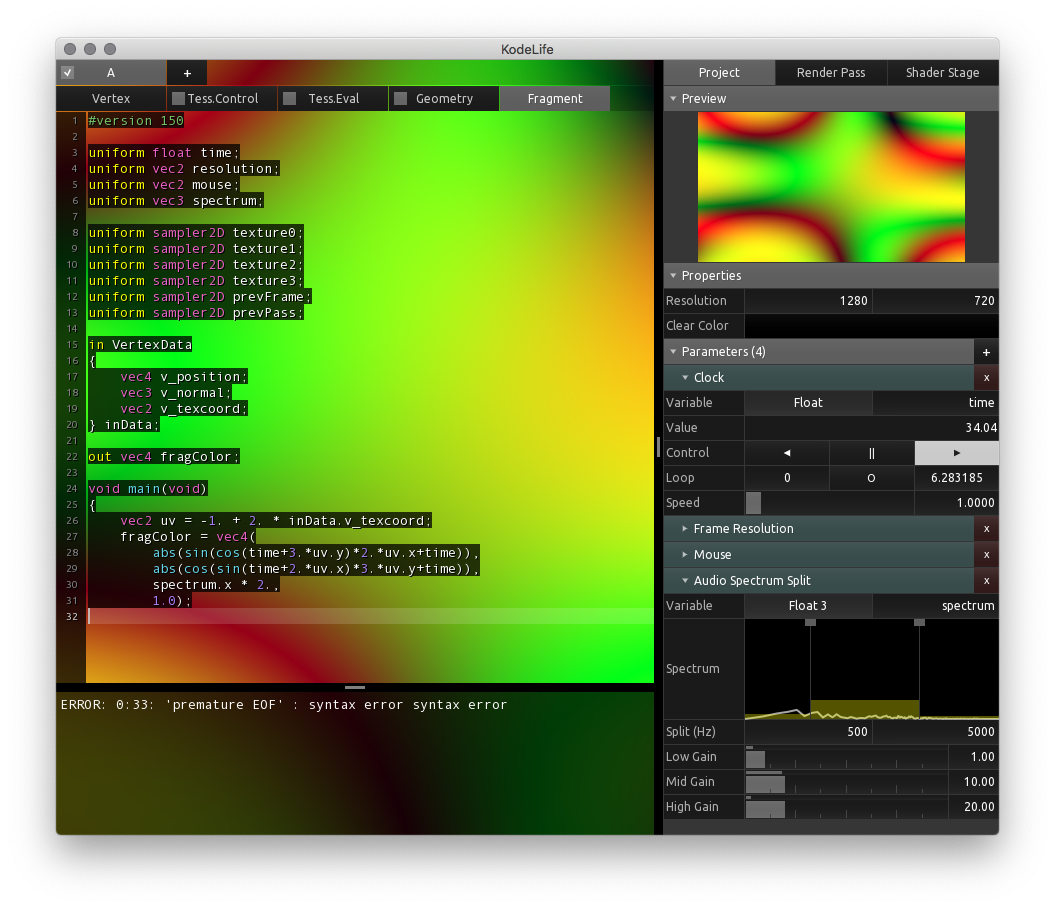 KodeLife
A +
Vertex Tess.Control Tess.Eval Geometry Fragment
1 #version 150
2
3 uniform float time;
4 uniform vec2 resolution;
5 uniform vec2 mouse;
6 uniform vec3 spectrum;
7
8 uniform sampler2D texture0;
9 uniform sampler2D texture1;
10 uniform sampler2D texture2;
11 uniform sampler2D texture3;
12 uniform sampler2D prevFrame;
13 uniform sampler2D prevPass;
14
15 in VertexData
16 {
17     vec4 v_position;
18     vec3 v_normal;
19     vec2 v_texcoord;
20 } inData;
21
22 out vec4 fragColor;
23
24 void main(void)
25 {
26     vec2 uv = -1. + 2. * inData.v_texcoord;
27     fragColor = vec4(
28         abs(sin(cos(time+3.*uv.y)*2.*uv.x+time)),
29         abs(cos(sin(time+2.*uv.x)*3.*uv.y+time)),
30         spectrum.x * 2.,
31         1.0);
32
ERROR: 0:33: 'premature EOF' : syntax error syntax error
Project Render Pass Shader Stage
Preview
Properties
Resolution 1280 720
Clear Color
Parameters (4) +
Clock x
Variable Float time
Value 34.04
Control ◄ || ►
Loop 0 O 6.283185
Speed 1.0000
Frame Resolution x
Mouse x
Audio Spectrum Split x
Variable Float 3 spectrum
Spectrum
Split (Hz) 500 5000
Low Gain 1.00
Mid Gain 10.00
High Gain 20.00